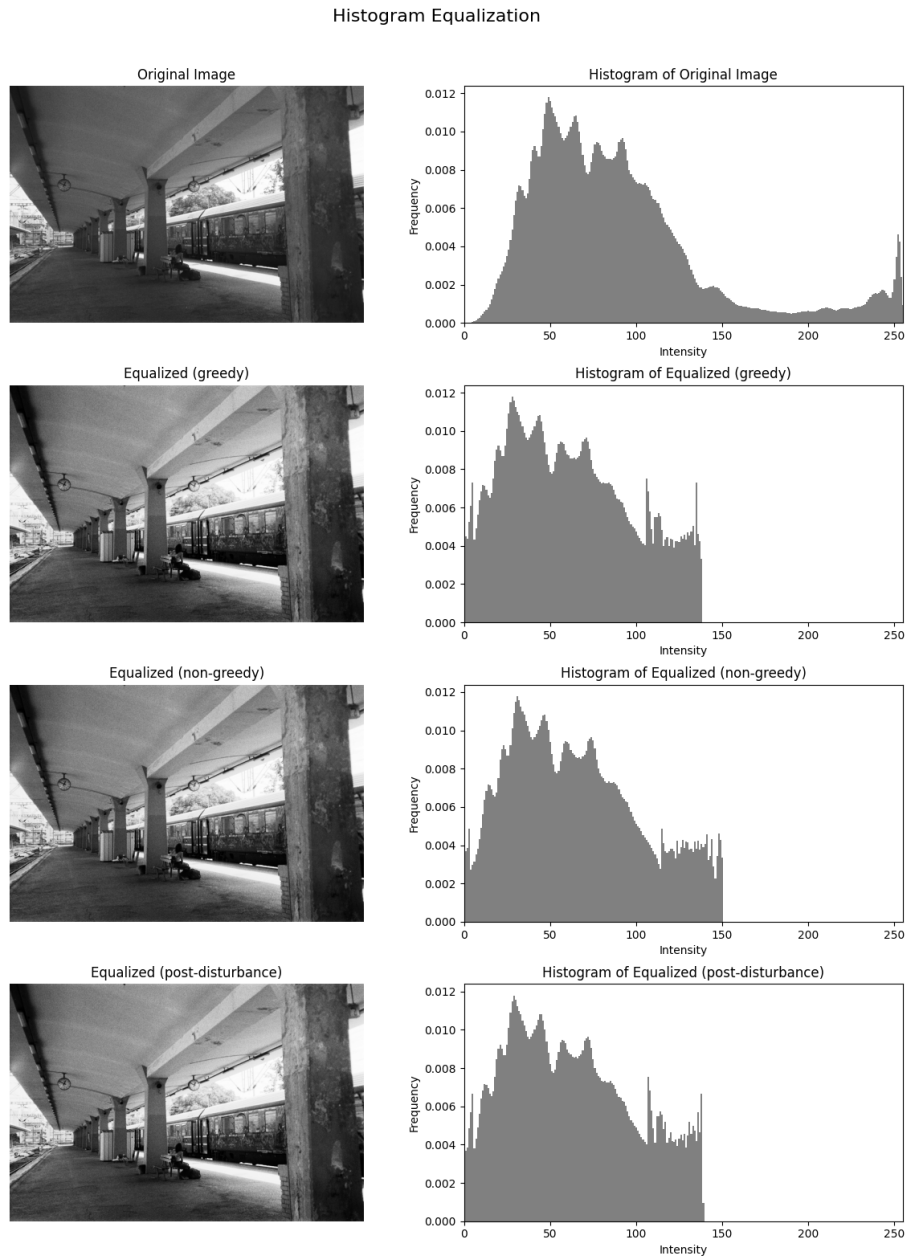 Histogram Equalization
Original Image
Histogram of Original Image
Frequency
0.012
0.010
0.008
0.006
0.004
0.002
0.000
0 50 100 150 200 250
Intensity
Equalized (greedy)
Histogram of Equalized (greedy)
Frequency
0.012
0.010
0.008
0.006
0.004
0.002
0.000
0 50 100 150 200 250
Intensity
Equalized (non-greedy)
Histogram of Equalized (non-greedy)
Frequency
0.012
0.010
0.008
0.006
0.004
0.002
0.000
0 50 100 150 200 250
Intensity
Equalized (post-disturbance)
Histogram of Equalized (post-disturbance)
Frequency
0.012
0.010
0.008
0.006
0.004
0.002
0.000
0 50 100 150 200 250
Intensity